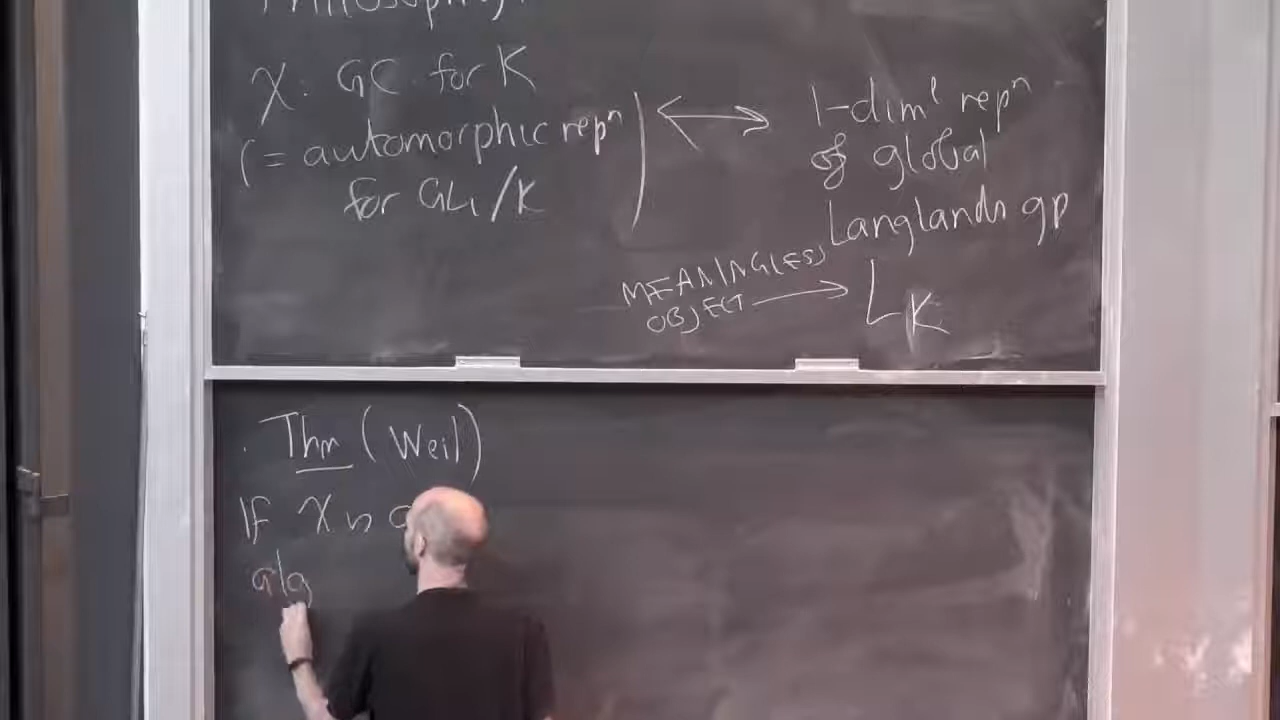 Philosophy:
χ. GC for K
(= automorphic repⁿ
for GL₁/K )
⟷
1-dimˡ repⁿ
of global
Langlands gp
MEANINGLESS
OBJECT → L_K
. Thm (Weil)
If χ is
alg